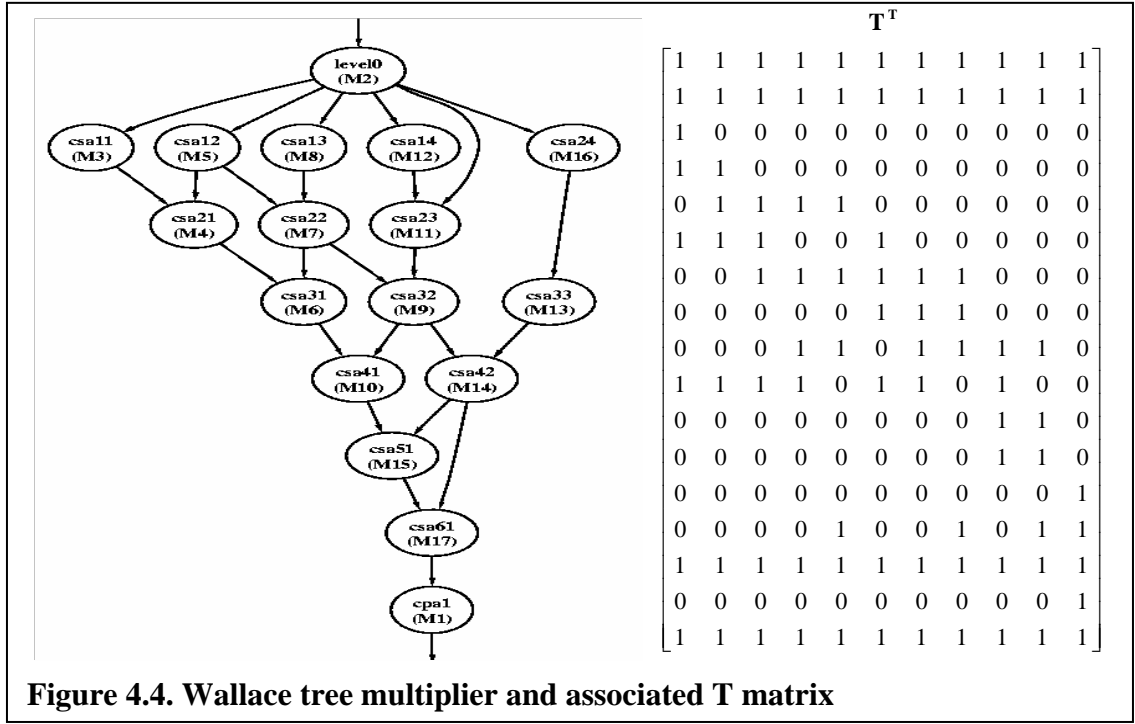 T^T
level0
(M2)
csa11
(M3)
csa12
(M5)
csa13
(M8)
csa14
(M12)
csa24
(M16)
csa21
(M4)
csa22
(M7)
csa23
(M11)
csa31
(M6)
csa32
(M9)
csa33
(M13)
csa41
(M10)
csa42
(M14)
csa51
(M15)
csa61
(M17)
cpa1
(M1)
1 1 1 1 1 1 1 1 1 1 1
1 1 1 1 1 1 1 1 1 1 1
1 0 0 0 0 0 0 0 0 0 0
1 1 0 0 0 0 0 0 0 0 0
0 1 1 1 1 0 0 0 0 0 0
1 1 1 0 0 1 0 0 0 0 0
0 0 1 1 1 1 1 1 0 0 0
0 0 0 0 0 1 1 1 0 0 0
0 0 0 1 1 0 1 1 1 1 0
1 1 1 1 0 1 1 0 1 0 0
0 0 0 0 0 0 0 0 1 1 0
0 0 0 0 0 0 0 0 1 1 0
0 0 0 0 0 0 0 0 0 0 1
0 0 0 0 1 0 0 1 0 1 1
1 1 1 1 1 1 1 1 1 1 1
0 0 0 0 0 0 0 0 0 0 1
1 1 1 1 1 1 1 1 1 1 1
Figure 4.4. Wallace tree multiplier and associated T matrix